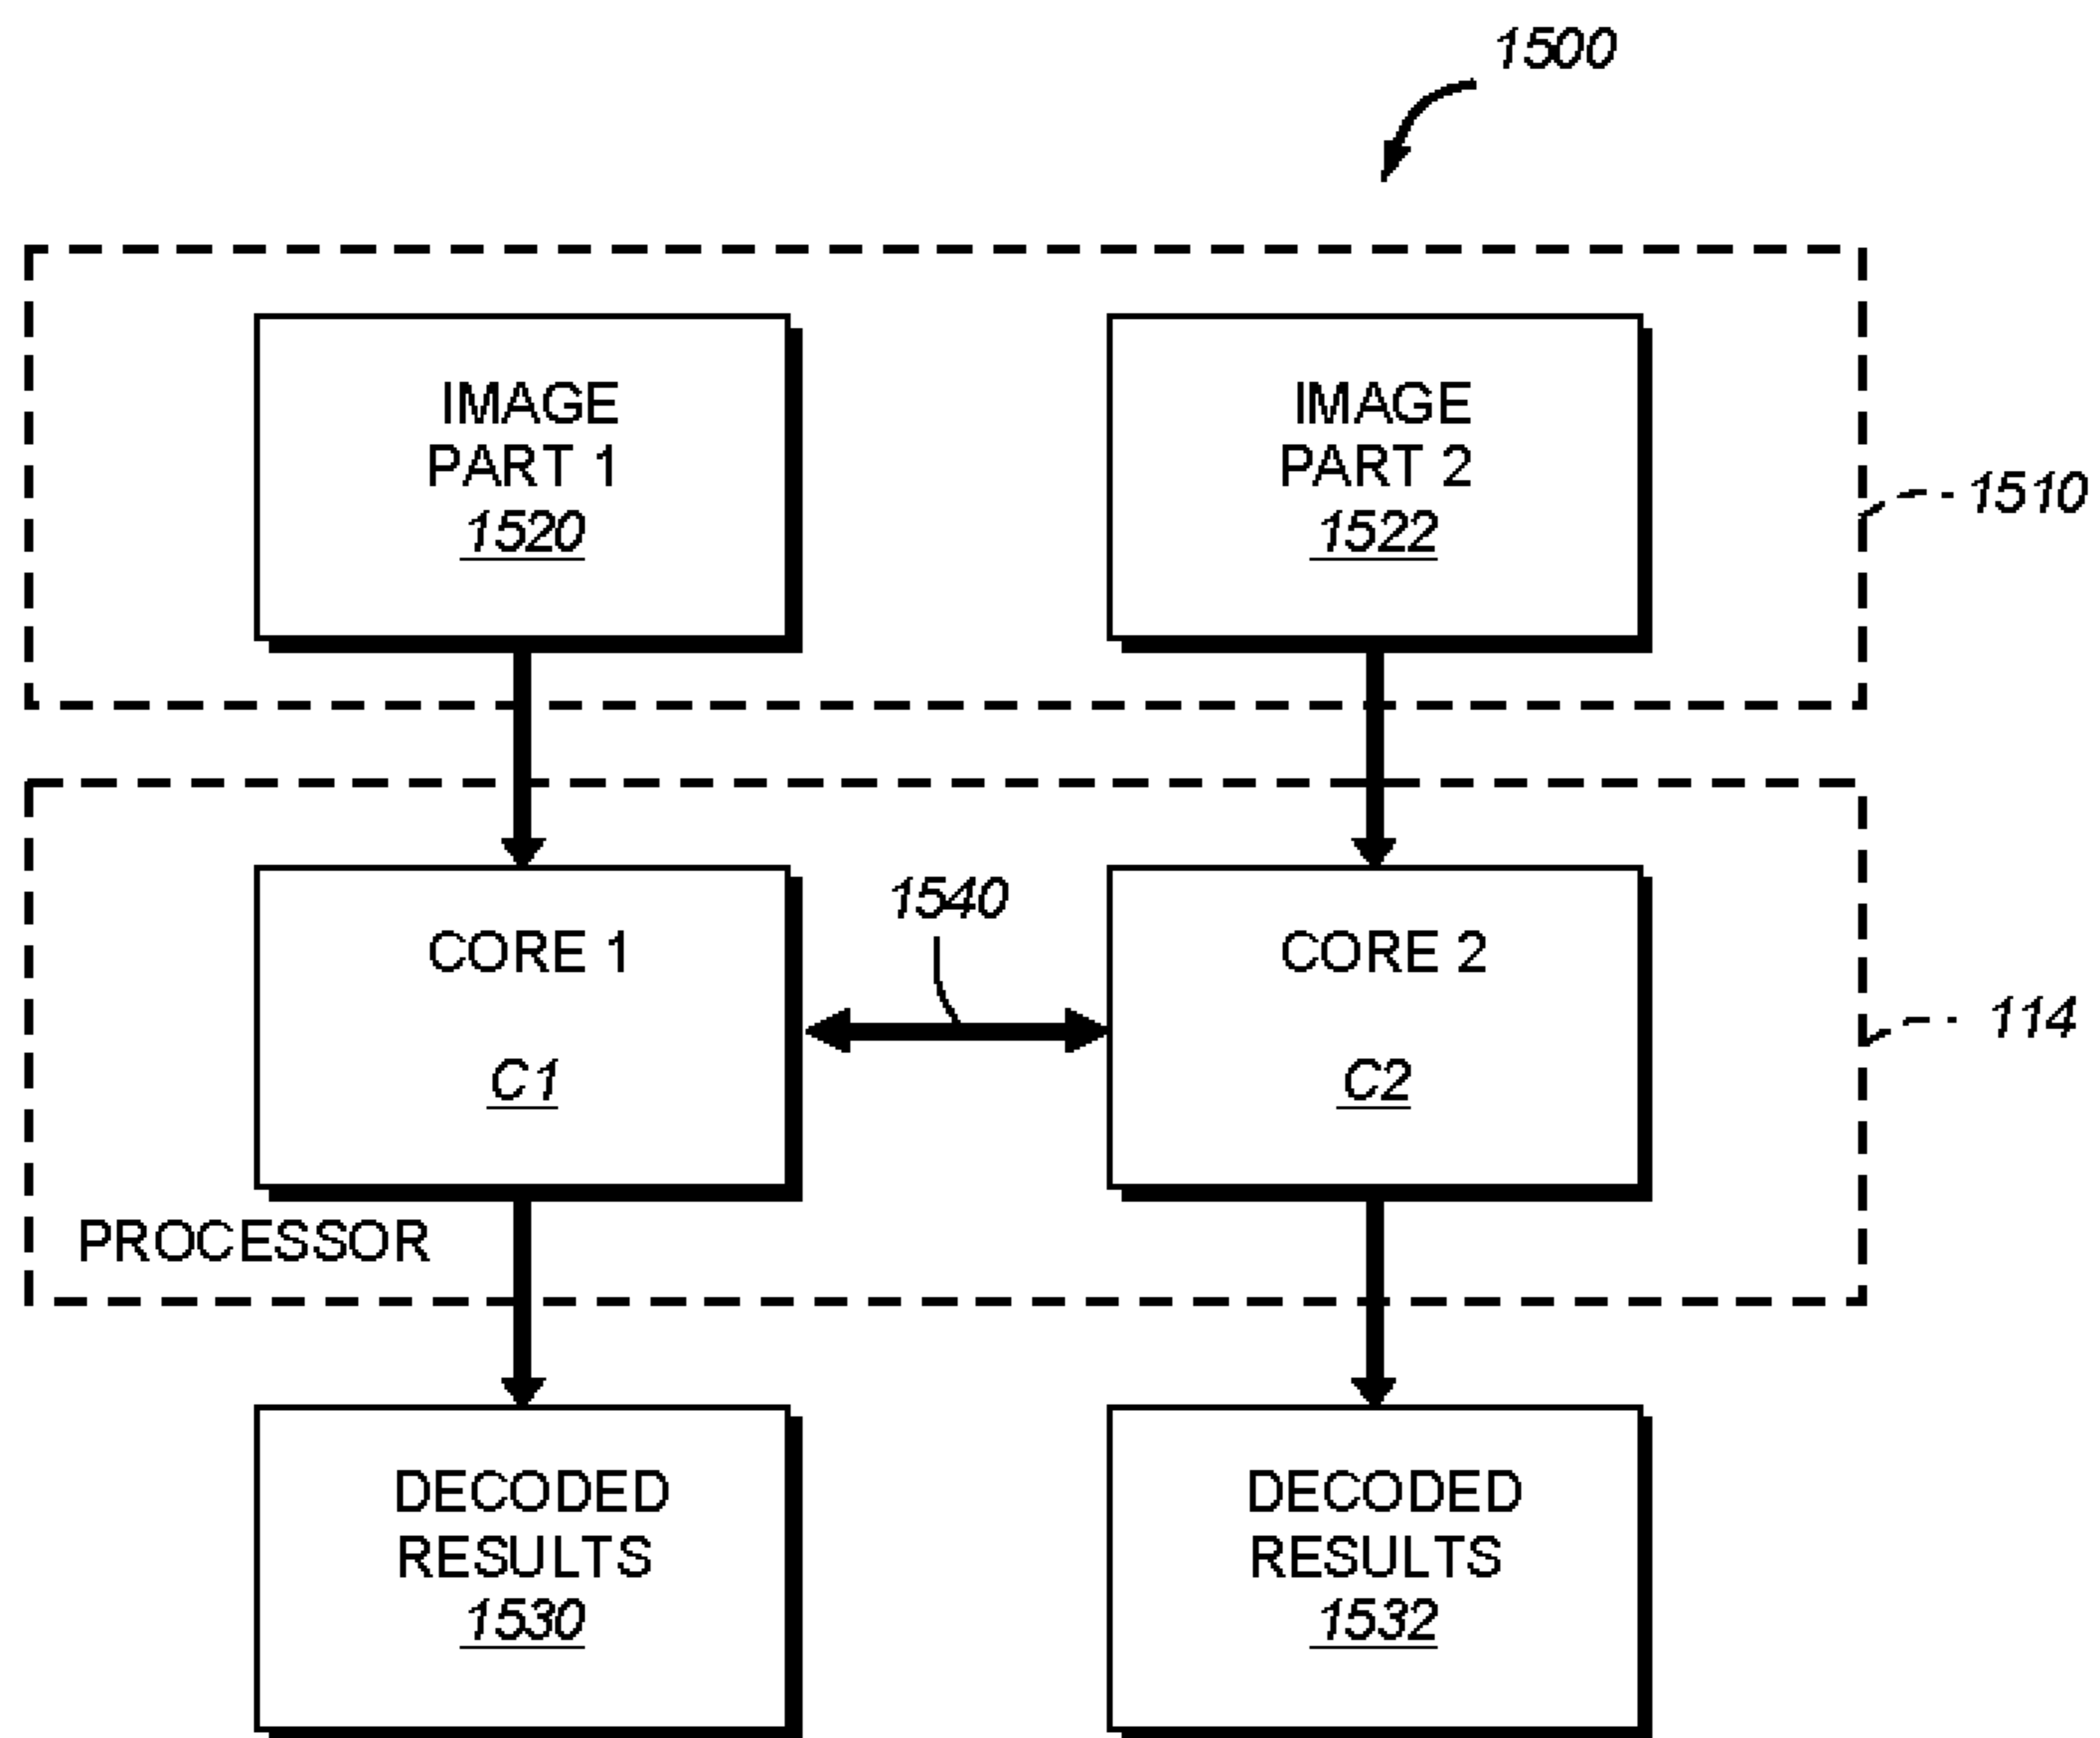 1500
IMAGE
PART 1
1520
IMAGE
PART 2
1522
1510
CORE 1
C1
1540
CORE 2
C2
114
PROCESSOR
DECODED
RESULTS
1530
DECODED
RESULTS
1532